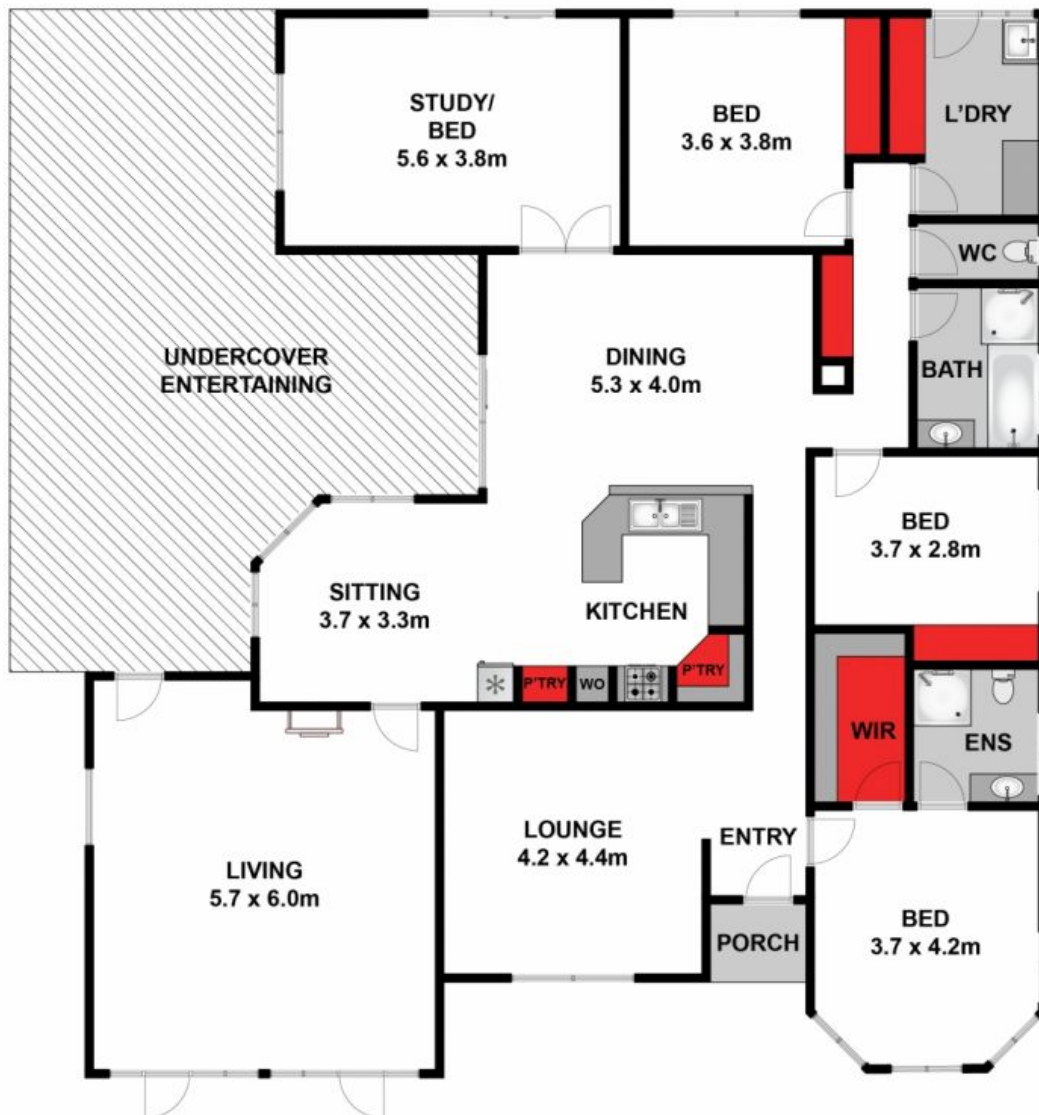 STUDY/
BED
5.6 x 3.8m
BED
3.6 x 3.8m
L'DRY
WC
UNDERCOVER
ENTERTAINING
DINING
5.3 x 4.0m
BATH
BED
3.7 x 2.8m
SITTING
3.7 x 3.3m
KITCHEN
P'TRY
WO
P'TRY
WIR
ENS
LOUNGE
4.2 x 4.4m
ENTRY
LIVING
5.7 x 6.0m
PORCH
BED
3.7 x 4.2m